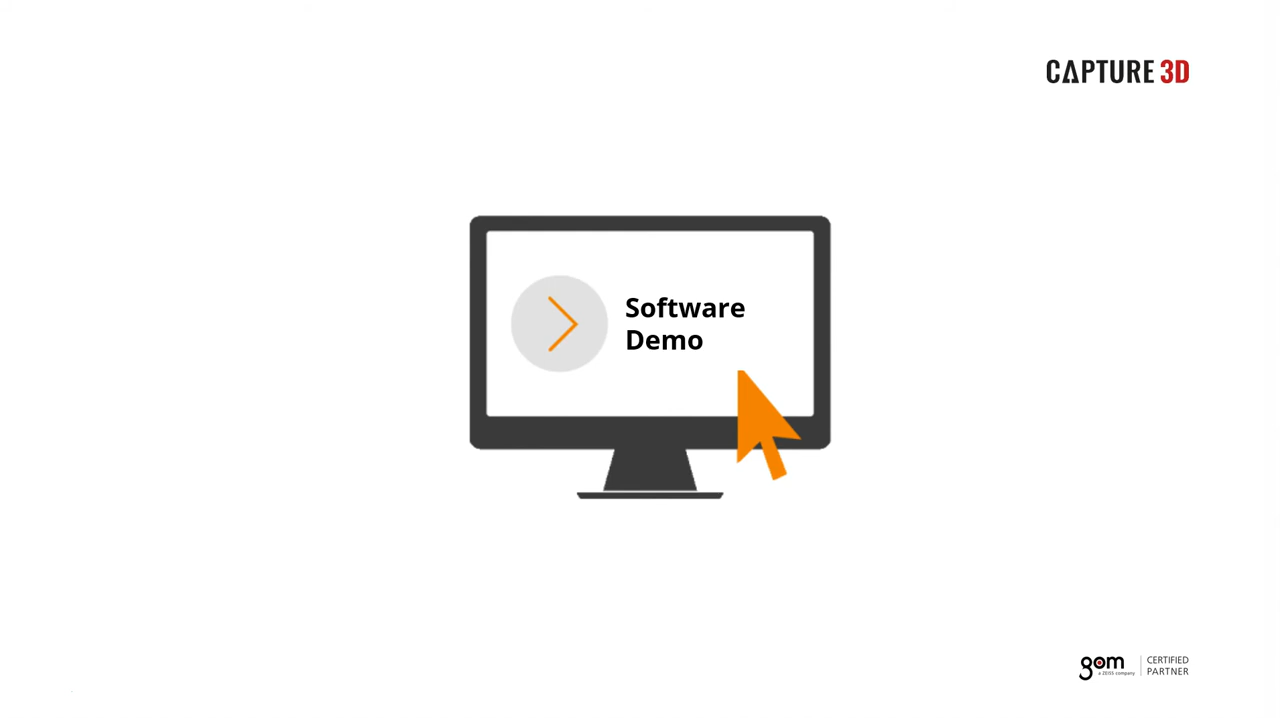 CAPTURE 3D
Software
Demo
gom
a ZEISS company
CERTIFIED
PARTNER